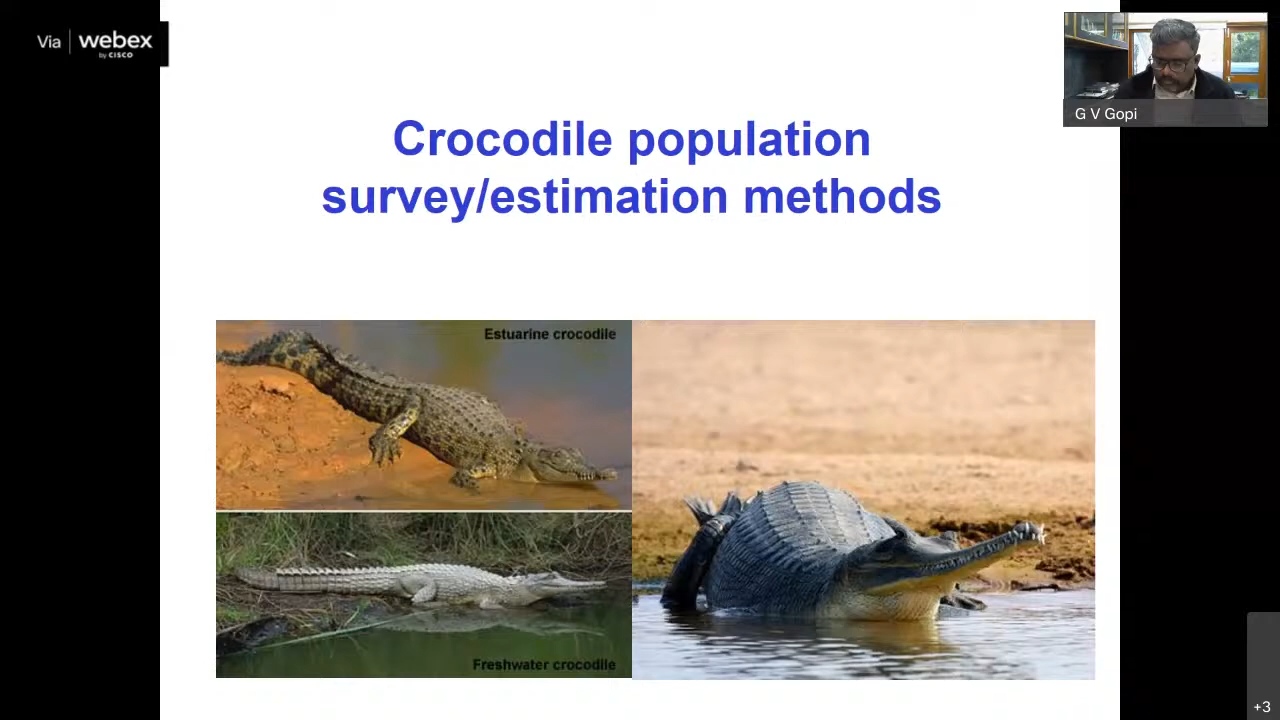 Via webex
by CISCO
G V Gopi
Crocodile population
survey/estimation methods
Estuarine crocodile
Freshwater crocodile
+3